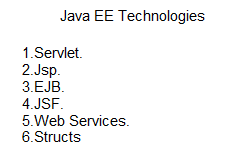 Java EE Technologies
1.Servlet.
2.Jsp.
3.EJB.
4.JSF.
5.Web Services.
6.Structs